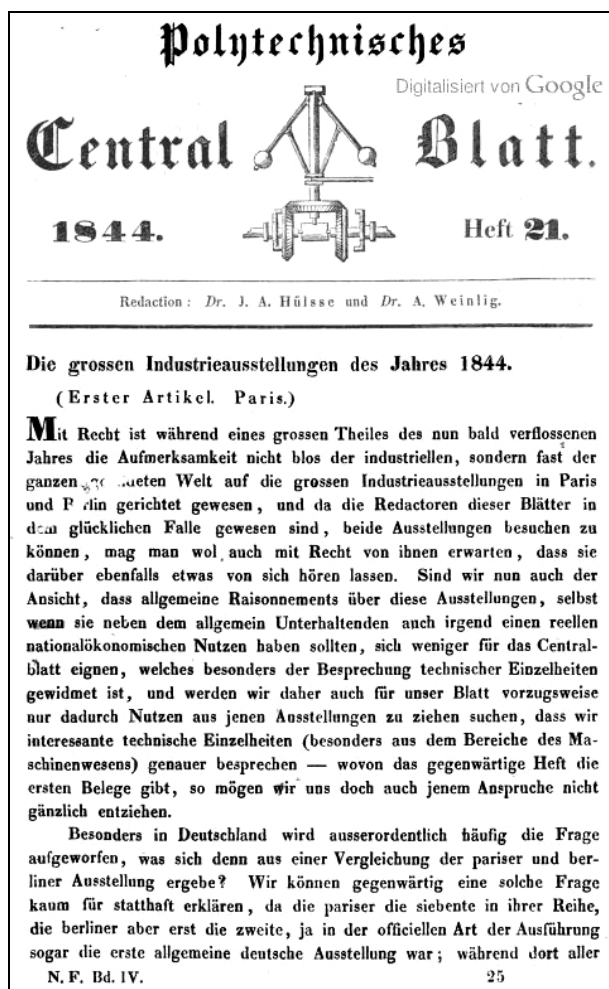 Polytechnisches
Digitalisiert von Google
Central Blatt.
1844. Heft 21.
Redaction: Dr. J. A. Hülsse und Dr. A. Weinlig.
Die grossen Industrieausstellungen des Jahres 1844.
(Erster Artikel. Paris.)
Mit Recht ist während eines grossen Theiles des nun bald verflossenen
Jahres die Aufmerksamkeit nicht blos der industriellen, sondern fast der
ganzen Welt auf die grossen Industrieausstellungen in Paris
und gerichtet gewesen, und da die Redactoren dieser Blätter in
dem glücklichen Falle gewesen sind, beide Ausstellungen besuchen zu
können, mag man wol auch mit Recht von ihnen erwarten, dass sie
darüber ebenfalls etwas von sich hören lassen. Sind wir nun auch der
Ansicht, dass allgemeine Raisonnements über diese Ausstellungen, selbst
wenn sie neben dem allgemein Unterhaltenden auch irgend einen reellen
nationalökonomischen Nutzen haben sollten, sich weniger für das Central-
blatt eignen, welches besonders der Besprechung technischer Einzelheiten
gewidmet ist, und werden wir daher auch für unser Blatt vorzugsweise
nur dadurch Nutzen aus jenen Ausstellungen zu ziehen suchen, dass wir
interessante technische Einzelheiten (besonders aus dem Bereiche des Ma-
schinenwesens) genauer besprechen — wovon das gegenwärtige Heft die
ersten Belege gibt, so mögen wir uns doch auch jenem Anspruche nicht
gänzlich entziehen.
Besonders in Deutschland wird ausserordentlich häufig die Frage
aufgeworfen, was sich denn aus einer Vergleichung der pariser und ber-
liner Ausstellung ergebe? Wir können gegenwärtig eine solche Frage
kaum für statthaft erklären, da die pariser die siebente in ihrer Reihe,
die berliner aber erst die zweite, ja in der officiellen Art der Ausführung
sogar die erste allgemeine deutsche Ausstellung war; während dort aller
N. F. Bd. IV. 25